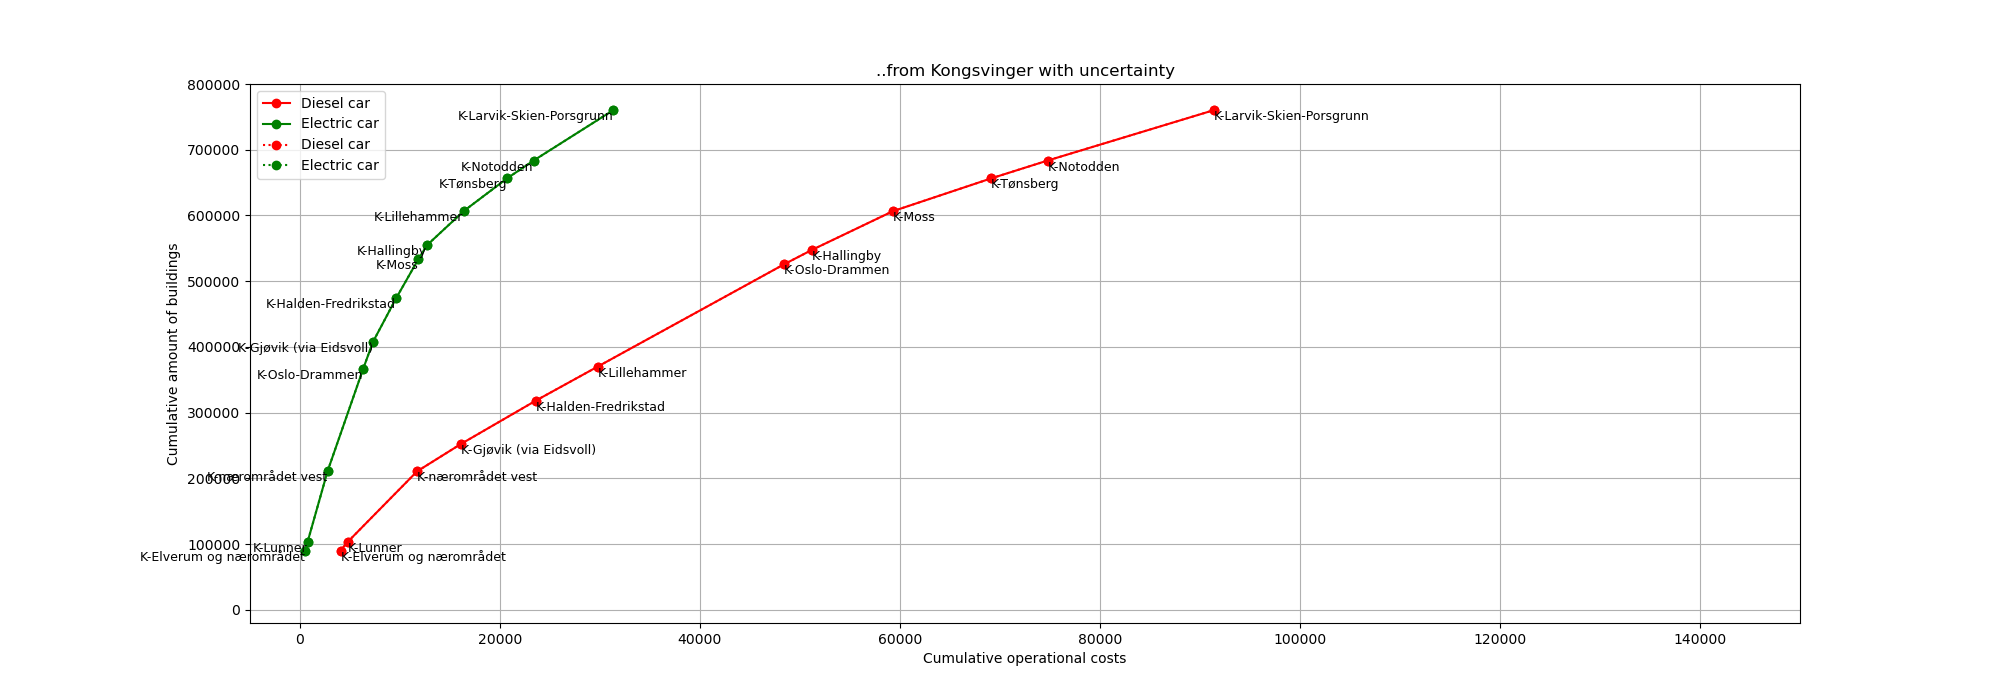 ..from Kongsvinger with uncertainty
Cumulative amount of buildings
800000
700000
600000
500000
400000
300000
200000
100000
0
Diesel car
Electric car
Diesel car
Electric car
K-Larvik-Skien-Porsgrunn
K-Notodden
K-Tønsberg
K-Lillehammer
K-Hallingby
K-Moss
K-Halden-Fredrikstad
K-Gjøvik (via Eidsvoll)
K-Oslo-Drammen
K-nærområdet vest
K-Lunner
K-Elverum og nærområdet
K-Larvik-Skien-Porsgrunn
K-Notodden
K-Tønsberg
K-Moss
K-Hallingby
K-Oslo-Drammen
K-Lillehammer
K-Halden-Fredrikstad
K-Gjøvik (via Eidsvoll)
K-nærområdet vest
K-Lunner
K-Elverum og nærområdet
0
20000
40000
60000
80000
100000
120000
140000
Cumulative operational costs